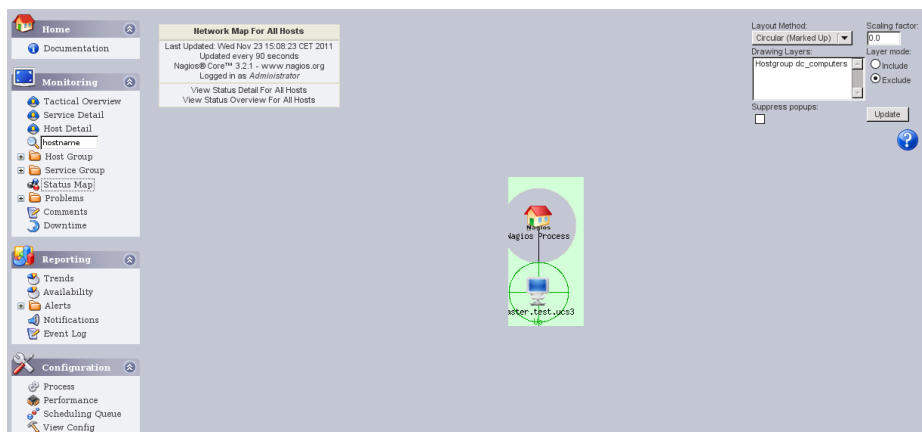 Home
Documentation
Monitoring
Tactical Overview
Service Detail
Host Detail
hostname
Host Group
Service Group
Status Map
Problems
Comments
Downtime
Reporting
Trends
Availability
Alerts
Notifications
Event Log
Configuration
Process
Performance
Scheduling Queue
View Config
Network Map For All Hosts
Last Updated: Wed Nov 23 15:08:23 CET 2011
Updated every 90 seconds
Nagios® Core™ 3.2.1 - www.nagios.org
Logged in as Administrator
View Status Detail For All Hosts
View Status Overview For All Hosts
Nagios
Nagios Process
aster.test.ucs3
Up
Layout Method:
Circular (Marked Up)
Drawing Layers:
Hostgroup dc_computers
Suppress popups:
Scaling factor:
0.0
Layer mode:
Include
Exclude
Update
?